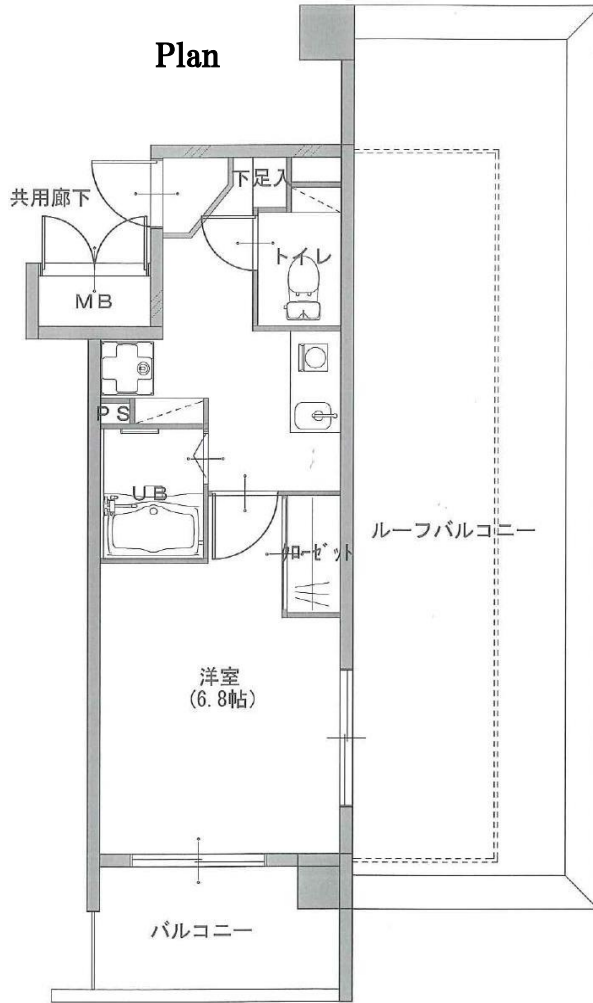 Plan
下足入
共用廊下
トイレ
MB
PS
UB
クローゼット
ルーフバルコニー
洋室
(6.8帖)
バルコニー